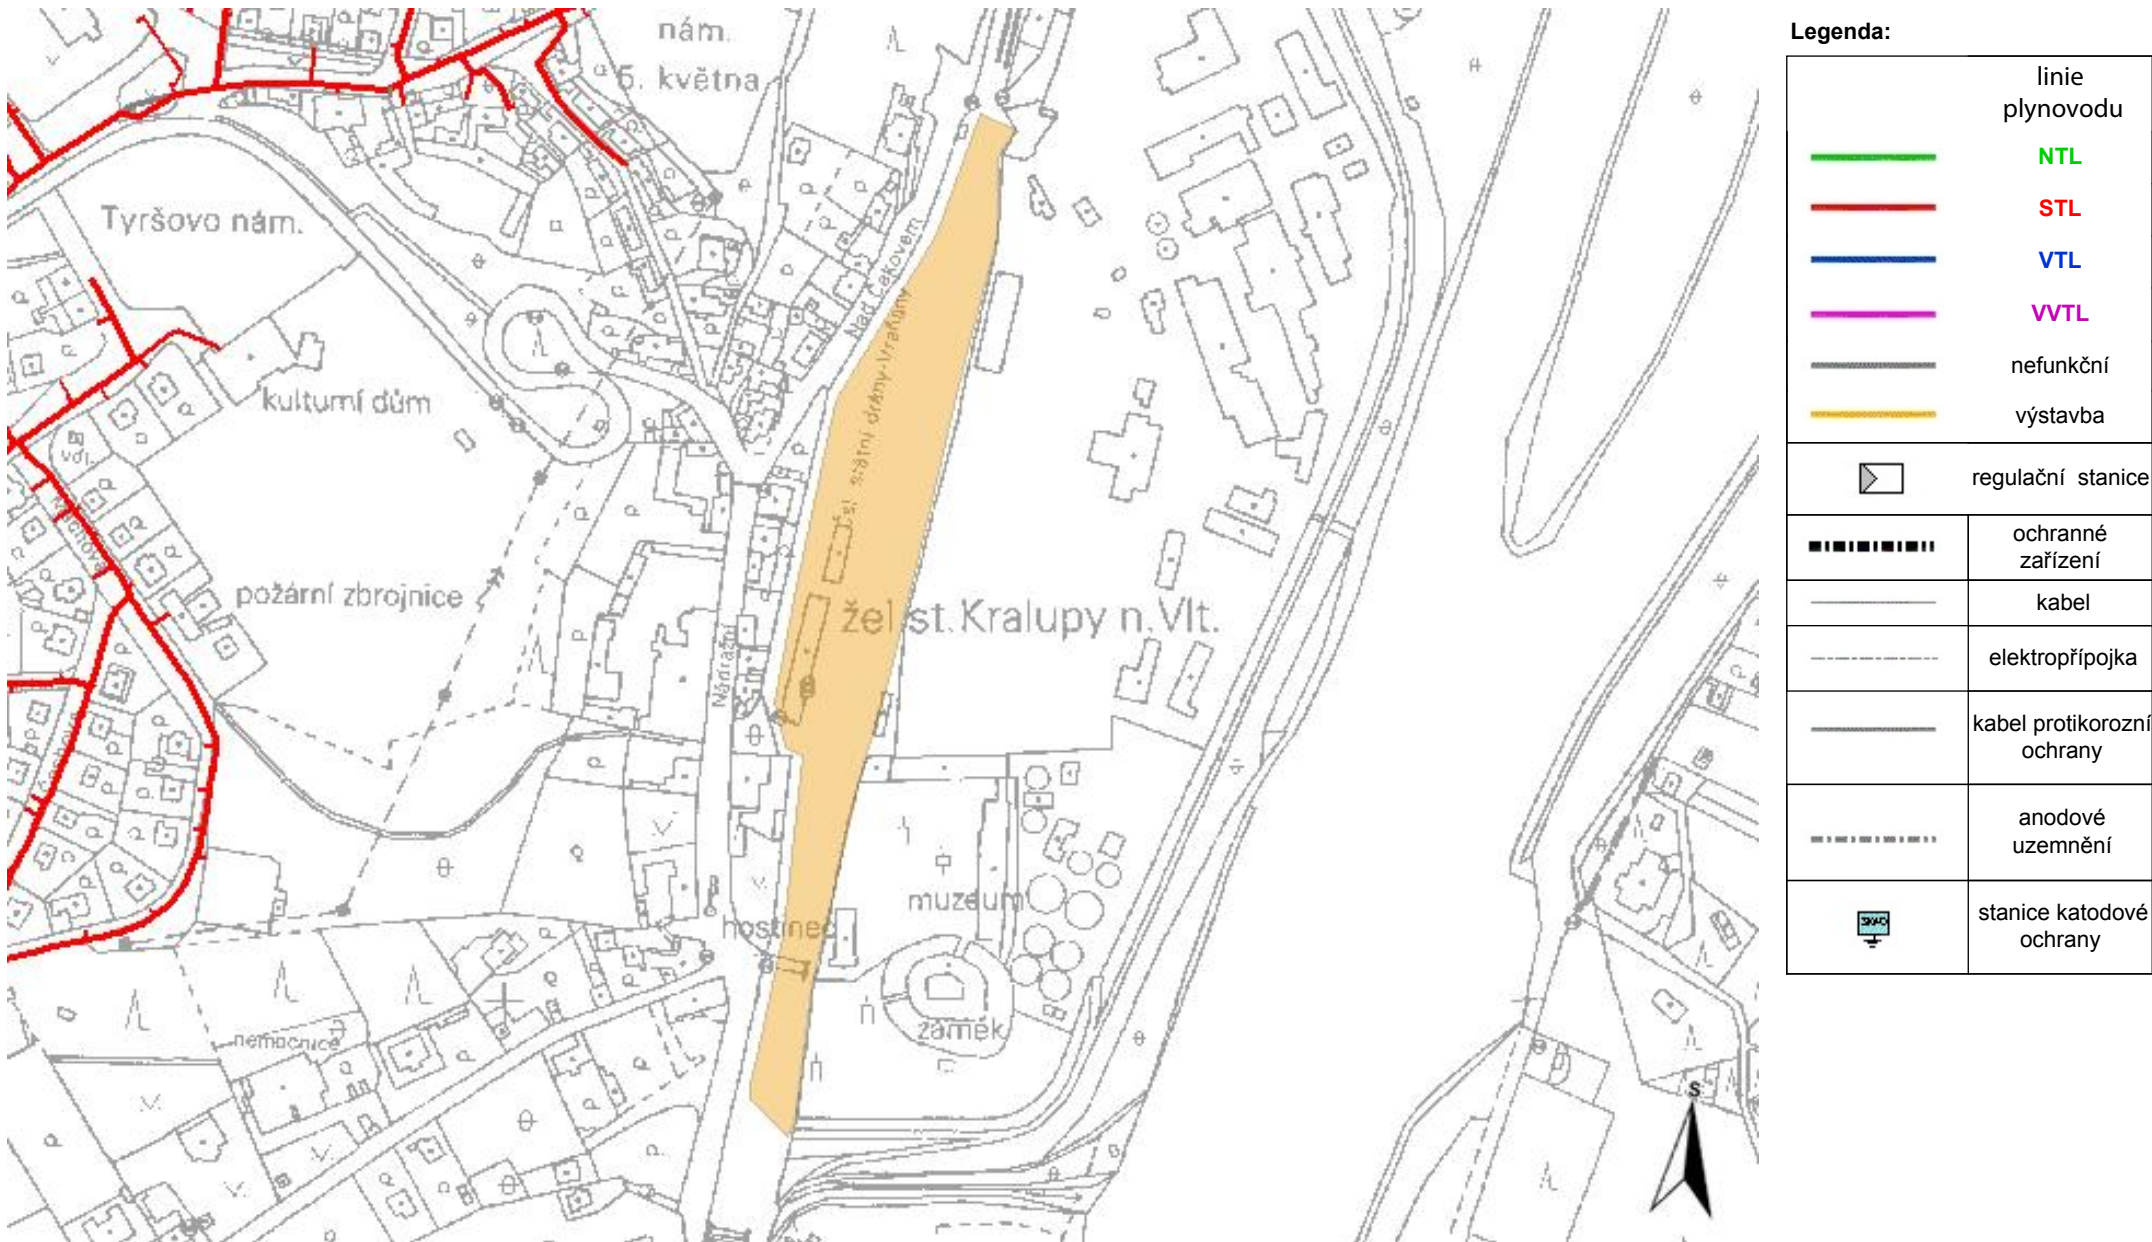 nám.
5. května
Tyršovo nám.
Nad Cakovem
kulturní dům
vdj.
požární zbrojnice
žel.st.Kralupy n.Vlt.
Nádražní
muzeum
hostinec
zámek
nemocnice
S
Legenda:
linie
plynovodu
NTL
STL
VTL
VVTL
nefunkční
výstavba
regulační stanice
ochranné
zařízení
kabel
elektropřípojka
kabel protikorozní
ochrany
anodové
uzemnění
stanice katodové
ochrany